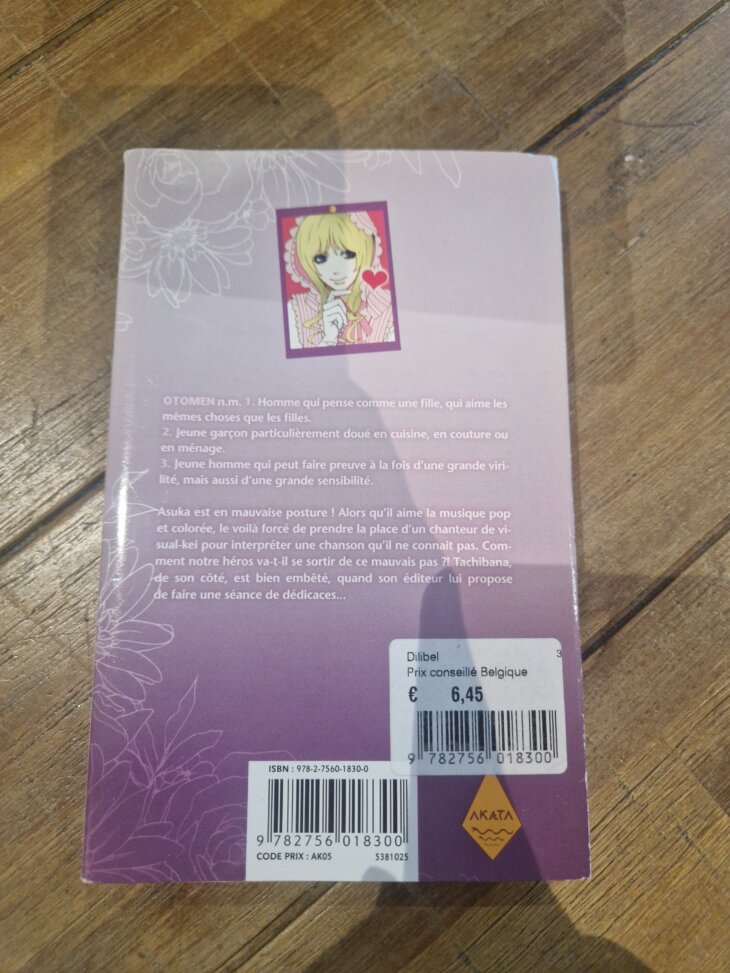 OTOMEN n.m. 1. Homme qui pense comme une fille, qui aime les
mêmes choses que les filles.
2. Jeune garçon particulièrement doué en cuisine, en couture ou
en ménage.
3. Jeune homme qui peut faire preuve à la fois d'une grande viri-
lité, mais aussi d'une grande sensibilité.
Asuka est en mauvaise posture ! Alors qu'il aime la musique pop
et colorée, le voilà forcé de prendre la place d'un chanteur de vi-
sual-kei pour interpréter une chanson qu'il ne connait pas. Com-
ment notre héros va-t-il se sortir de ce mauvais pas ?! Tachibana,
de son côté, est bien embêté, quand son éditeur lui propose
de faire une séance de dédicaces...
Dilibel 3
Prix conseillé Belgique
€ 6,45
9 782756 018300
ISBN : 978-2-7560-1830-0
9 782756 018300
CODE PRIX : AK05 5381025
AKATA